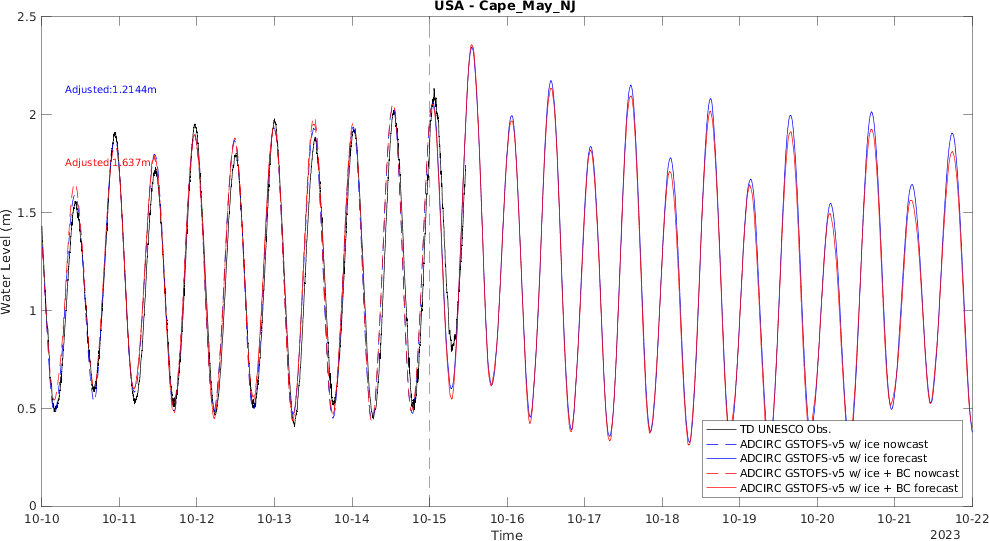 USA - Cape_May_NJ
2.5
Adjusted:1.2144m
2
Adjusted:1.637m
1.5
Water Level (m)
1
0.5
0
TD UNESCO Obs.
ADCIRC GSTOFS-v5 w/ ice nowcast
ADCIRC GSTOFS-v5 w/ ice forecast
ADCIRC GSTOFS-v5 w/ ice + BC nowcast
ADCIRC GSTOFS-v5 w/ ice + BC forecast
10-10 10-11 10-12 10-13 10-14 10-15 10-16 10-17 10-18 10-19 10-20 10-21 10-22
Time
2023